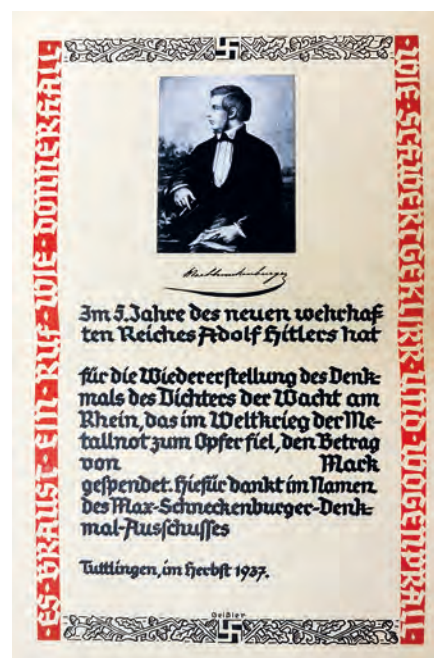 ES BRAUST EIN RUF WIE DONNERHALL
WIE SCHWERTGEKLIRR UND WOGENPRALL
MaxSchneckenburger
Im 5. Jahre des neuen wehrhaf
ten Reiches Adolf Hitlers hat
für die Wiedererstellung des Denk-
mals des Dichters der Wacht am
Rhein, das im Weltkrieg der Me-
tallnot zum Opfer fiel, den Betrag
von Mark
gespendet. Hiefür dankt im Namen
des Max-Schneckenburger-Denk-
mal-Ausschusses
Tuttlingen, im Herbst 1937.
Geißler